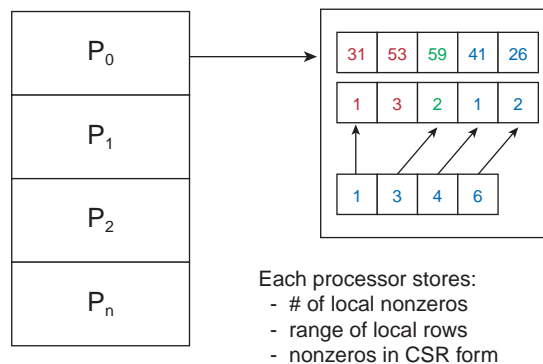 P0
31 53 59 41 26
1 3 2 1 2
P1
1 3 4 6
P2
Pn
Each processor stores:
- # of local nonzeros
- range of local rows
- nonzeros in CSR form